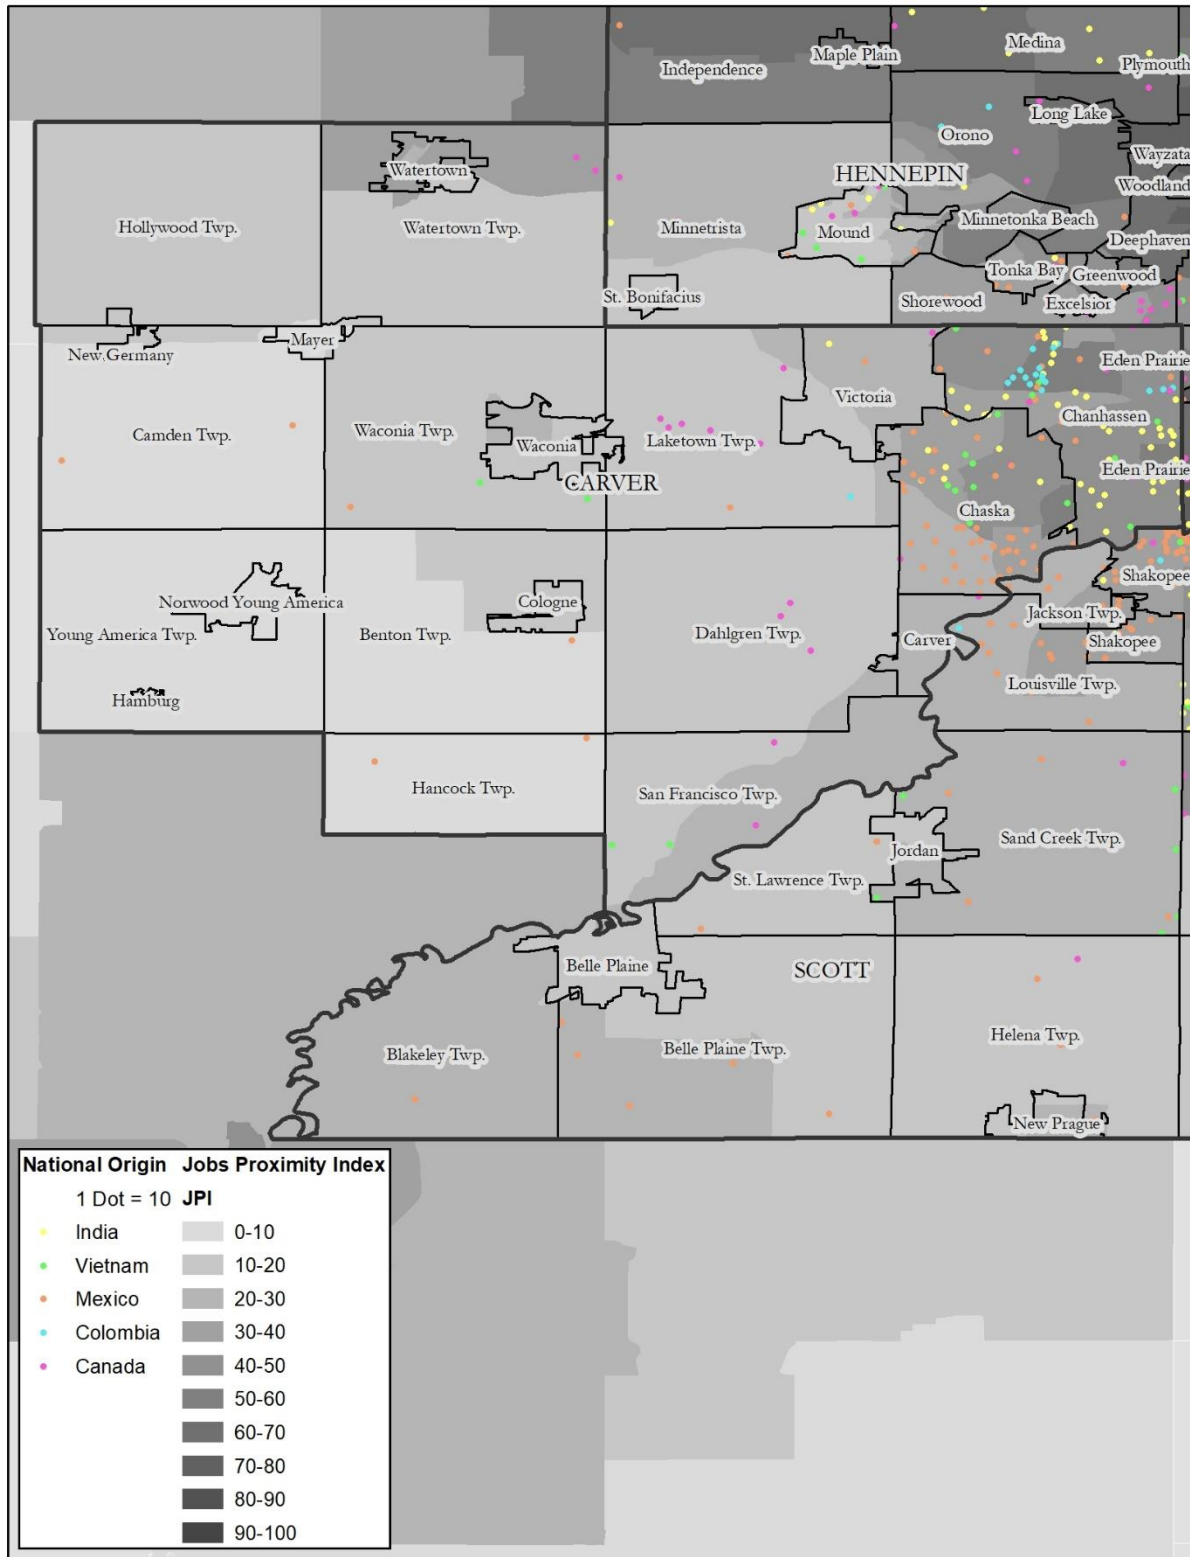 Medina
Maple Plain
Plymouth
Independence
Long Lake
Orono
Wayzata
HENNEPIN
Watertown
Woodland
Hollywood Twp.
Watertown Twp.
Minnetrista
Mound
Minnetonka Beach
Deephaven
Tonka Bay
Greenwood
St. Bonifacius
Shorewood
Excelsior
New Germany
Mayer
Eden Prairie
Victoria
Chanhassen
Camden Twp.
Waconia Twp.
Waconia
Laketown Twp.
Eden Prairie
CARVER
Chaska
Shakopee
Norwood Young America
Cologne
Jackson Twp.
Young America Twp.
Benton Twp.
Dahlgren Twp.
Carver
Shakopee
Louisville Twp.
Hamburg
Hancock Twp.
San Francisco Twp.
Sand Creek Twp.
Jordan
St. Lawrence Twp.
Belle Plaine
SCOTT
Helena Twp.
Blakeley Twp.
Belle Plaine Twp.
New Prague
National Origin Jobs Proximity Index
1 Dot = 10 JPI
India 0-10
Vietnam 10-20
Mexico 20-30
Colombia 30-40
Canada 40-50
50-60
60-70
70-80
80-90
90-100